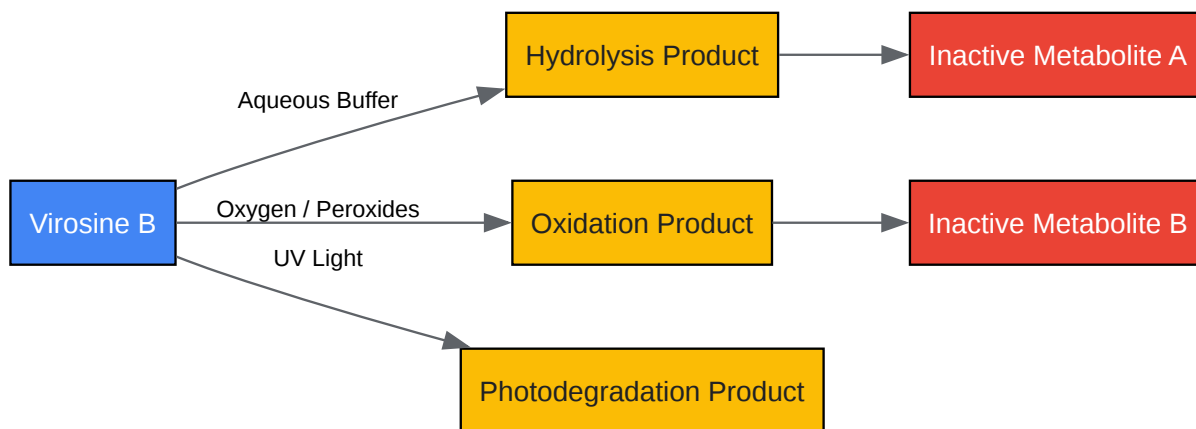 Hydrolysis Product
Inactive Metabolite A
Aqueous Buffer
Virosine B
Oxygen / Peroxides
Oxidation Product
Inactive Metabolite B
UV Light
Photodegradation Product